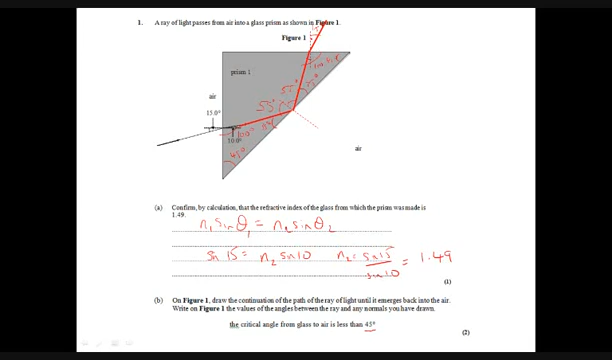 1. A ray of light passes from air into a glass prism as shown in Figure 1.
Figure 1
prism 1
air
15.0°
10.0°
55°
55°
45°
air
(a) Confirm, by calculation, that the refractive index of the glass from which the prism was made is
1.49.
n₁ sin θ₁ = n₂ sin θ₂
sin 15 = n₂ sin 10 n₂ = sin 15 / sin 10 = 1.49
(1)
(b) On Figure 1, draw the continuation of the path of the ray of light until it emerges back into the air.
Write on Figure 1 the values of the angles between the ray and any normals you have drawn.
the critical angle from glass to air is less than 45°
(2)